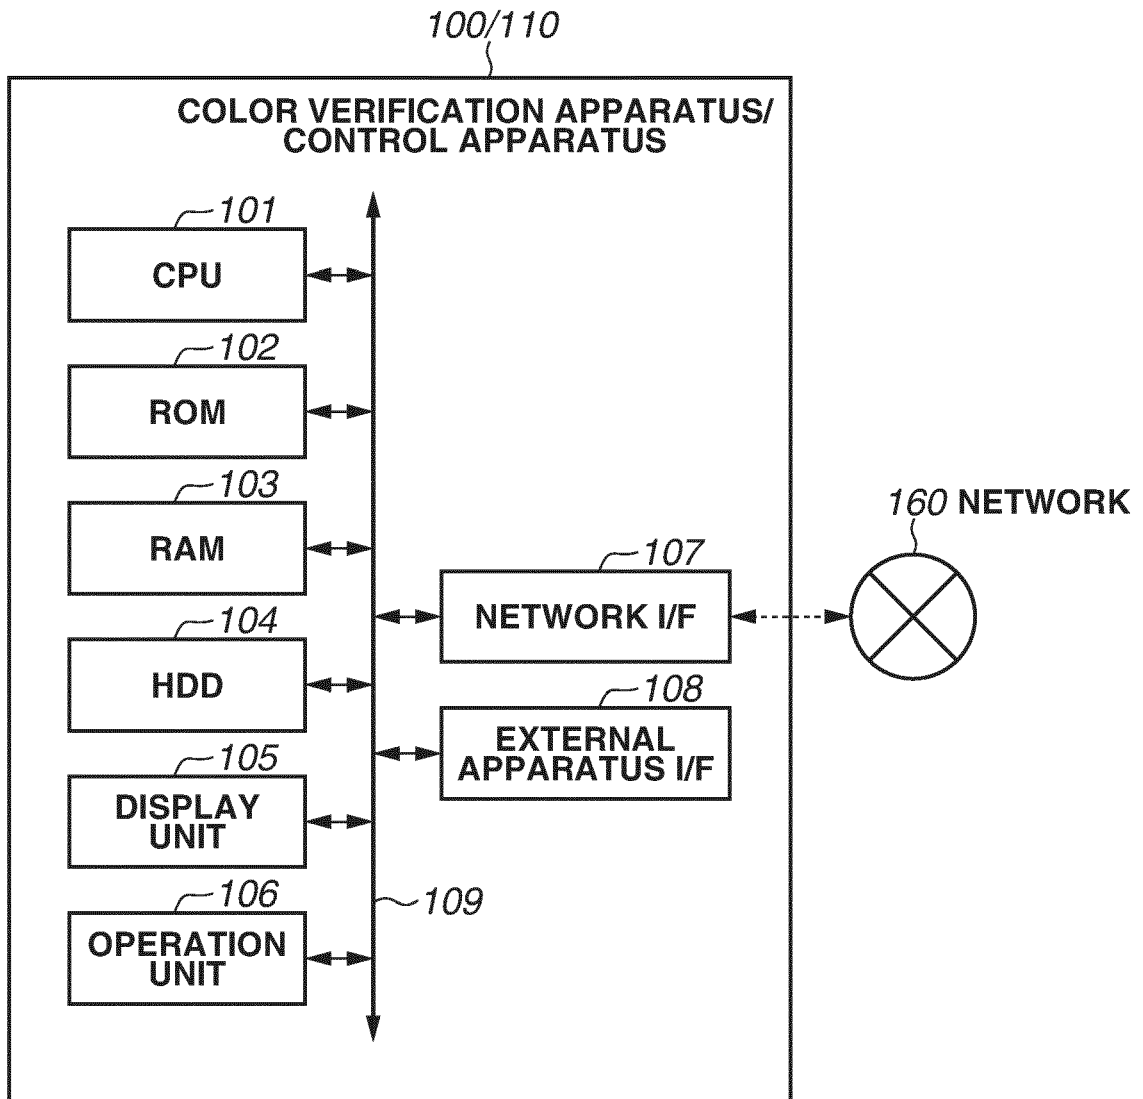 100/110
COLOR VERIFICATION APPARATUS/
CONTROL APPARATUS
101
CPU
102
ROM
103
RAM
104
HDD
105
DISPLAY
UNIT
106
OPERATION
UNIT
107
NETWORK I/F
108
EXTERNAL
APPARATUS I/F
109
160 NETWORK